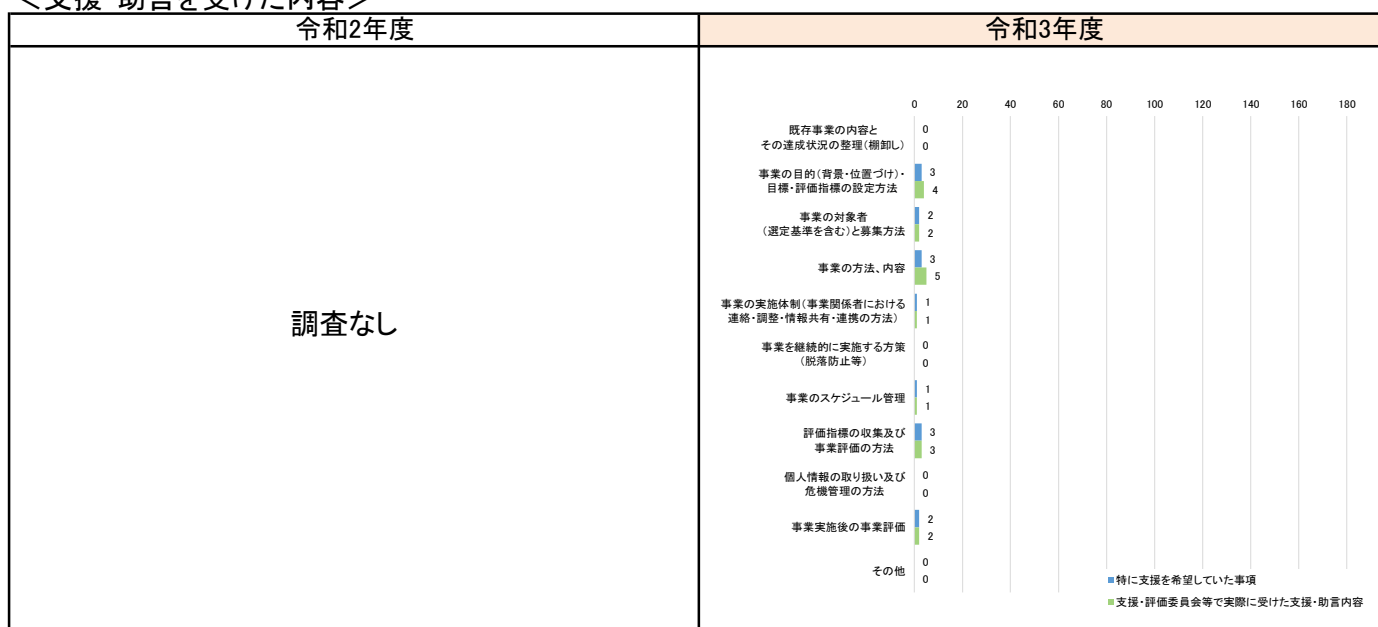 ＜支援・助言を受けた内容＞
令和2年度
令和3年度
調査なし
0 20 40 60 80 100 120 140 160 180
既存事業の内容と
その達成状況の整理(棚卸し)
0
0
事業の目的(背景・位置づけ)・
目標・評価指標の設定方法
3
4
事業の対象者
(選定基準を含む)と募集方法
2
2
事業の方法、内容
3
5
事業の実施体制(事業関係者における
連絡・調整・情報共有・連携の方法)
1
1
事業を継続的に実施する方策
(脱落防止等)
0
0
事業のスケジュール管理
1
1
評価指標の収集及び
事業評価の方法
3
3
個人情報の取り扱い及び
危機管理の方法
0
0
事業実施後の事業評価
2
2
その他
0
0
特に支援を希望していた事項
支援・評価委員会等で実際に受けた支援・助言内容